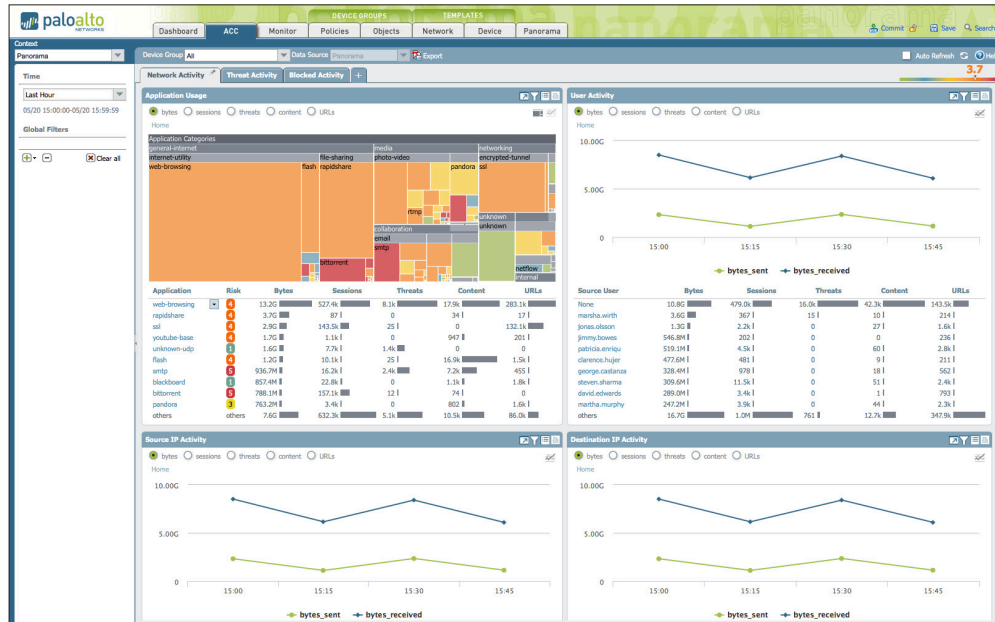 paloalto
NETWORKS
DEVICE GROUPS
TEMPLATES
Dashboard ACC Monitor Policies Objects Network Device Panorama
Commit Save Search
Context
Panorama
Device Group All Data Source Panorama Export
Auto Refresh Hel
Network Activity Threat Activity Blocked Activity +
3.7
Time
Last Hour
05/20 15:00:00-05/20 15:59:59
Global Filters
Clear all
Application Usage
bytes sessions threats content URLs
Home
Application Categories
general-internet media networking
internet-utility file-sharing photo-video encrypted-tunnel
web-browsing flash rapidshare pandora ssl
rtmp
unknown
collaboration unknown
email
smtp
bittorrent
netflow
internal
Application Risk Bytes Sessions Threats Content URLs
web-browsing 4 13.2G 527.4k 8.1k 17.9k 283.1k
rapidshare 4 3.7G 87 0 34 17
ssl 4 2.9G 143.5k 25 0 132.1k
youtube-base 4 1.7G 1.1k 0 947 201
unknown-udp 1 1.6G 7.7k 1.4k 0 0
flash 4 1.2G 10.1k 25 16.9k 1.5k
smtp 5 936.7M 16.2k 2.4k 7.2k 455
blackboard 1 857.4M 22.8k 0 1.1k 1.8k
bittorrent 5 788.1M 157.1k 12 74 0
pandora 3 763.2M 3.4k 0 802 1.6k
others others 7.6G 632.3k 5.1k 10.5k 86.0k
User Activity
bytes sessions threats content URLs
Home
10.00G
5.00G
0
15:00 15:15 15:30 15:45
bytes_sent bytes_received
Source User Bytes Sessions Threats Content URLs
None 10.8G 479.0k 16.0k 42.3k 143.5k
marsha.wirth 3.6G 367 15 10 214
jonas.olsson 1.3G 2.2k 0 27 1.6k
jimmy.bowes 546.8M 202 0 0 236
patricia.enriqu 519.1M 4.5k 0 60 2.8k
clarence.hujer 477.6M 481 0 9 211
george.castanza 328.4M 978 0 18 562
steven.sharma 309.6M 11.5k 0 51 2.4k
david.edwards 289.0M 3.4k 0 1 793
martha.murphy 247.2M 3.9k 0 44 2.3k
others 16.7G 1.0M 761 12.7k 347.9k
Source IP Activity
bytes sessions threats content URLs
Home
10.00G
5.00G
0
15:00 15:15 15:30 15:45
bytes_sent bytes_received
Destination IP Activity
bytes sessions threats content URLs
Home
10.00G
5.00G
0
15:00 15:15 15:30 15:45
bytes_sent bytes_received